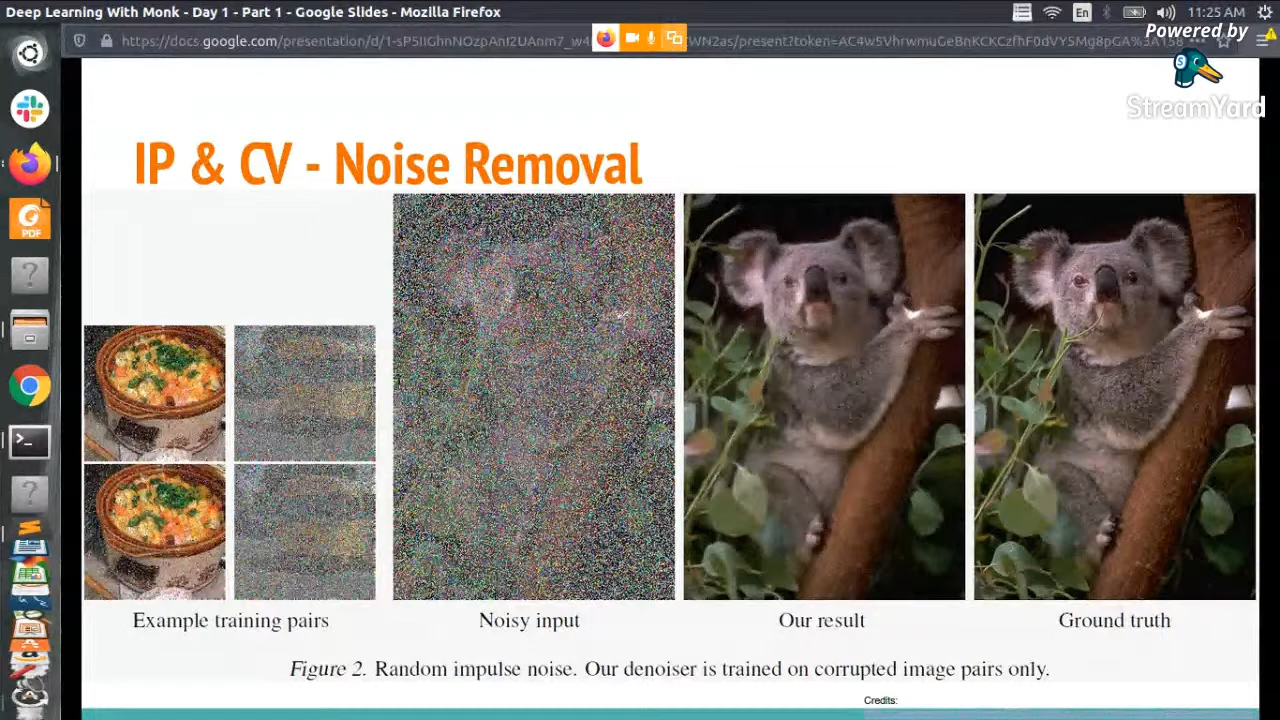 Deep Learning With Monk - Day 1 - Part 1 - Google Slides - Mozilla Firefox
En
11:25 AM
Powered by
StreamYard
PDF
IP & CV - Noise Removal
Example training pairs
Noisy input
Our result
Ground truth
Figure 2. Random impulse noise. Our denoiser is trained on corrupted image pairs only.
Credits: